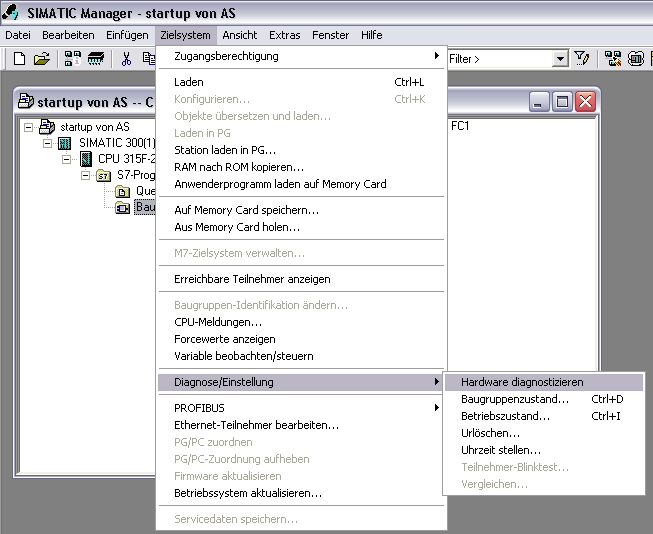 SIMATIC Manager - startup von AS
Datei Bearbeiten Einfügen Zielsystem Ansicht Extras Fenster Hilfe
Filter >
startup von AS -- C
startup von AS
SIMATIC 300(1)
CPU 315F-2
S7-Prog
Que
Bau
FC1
Zugangsberechtigung
Laden Ctrl+L
Konfigurieren... Ctrl+K
Objekte übersetzen und laden...
Laden in PG
Station laden in PG...
RAM nach ROM kopieren...
Anwenderprogramm laden auf Memory Card
Auf Memory Card speichern...
Aus Memory Card holen...
M7-Zielsystem verwalten...
Erreichbare Teilnehmer anzeigen
Baugruppen-Identifikation ändern...
CPU-Meldungen...
Forcewerte anzeigen
Variable beobachten/steuern
Diagnose/Einstellung
PROFIBUS
Ethernet-Teilnehmer bearbeiten...
PG/PC zuordnen
PG/PC-Zuordnung aufheben
Firmware aktualisieren
Betriebssystem aktualisieren...
Servicedaten speichern...
Hardware diagnostizieren
Baugruppenzustand... Ctrl+D
Betriebszustand... Ctrl+I
Urlöschen...
Uhrzeit stellen...
Teilnehmer-Blinktest...
Vergleichen...